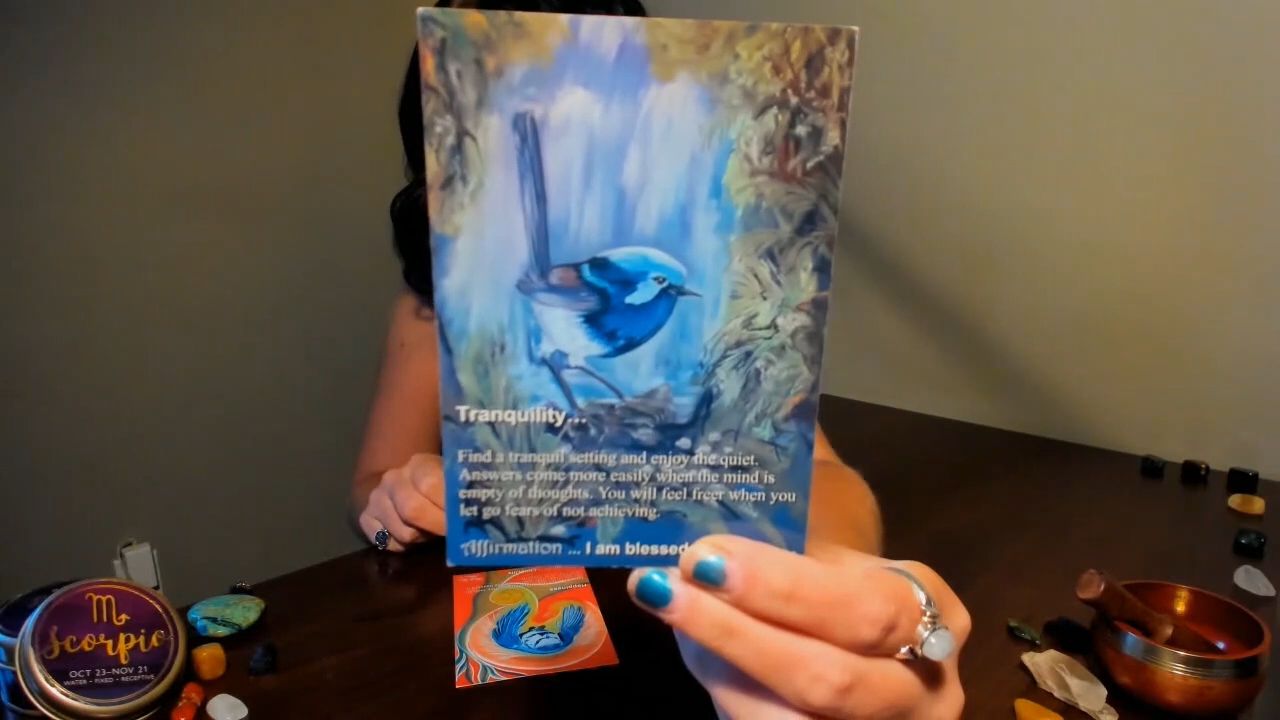 Tranquility...
Find a tranquil setting and enjoy the quiet.
Answers come more easily when the mind is
empty of thoughts. You will feel freer when you
let go fears of not achieving.
Affirmation ... I am blessed
Scorpio
OCT 23–NOV 21
WATER • FIXED • RECEPTIVE
Happiness